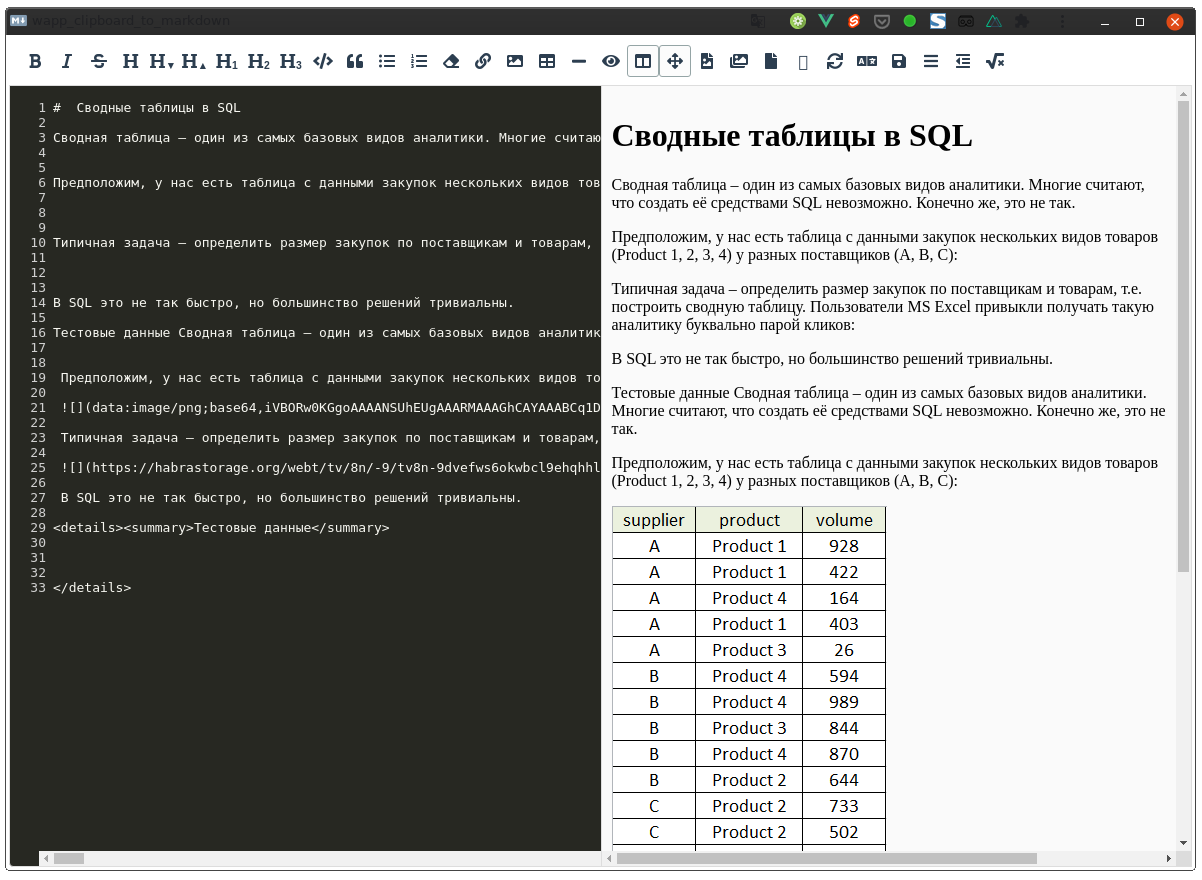 wapp_clipboard_to_markdown
B I S H H H H1 H2 H3
1 #  Сводные таблицы в SQL
2
3 Сводная таблица – один из самых базовых видов аналитики. Многие считаю
4
5
6 Предположим, у нас есть таблица с данными закупок нескольких видов тов
7
8
9
10 Типичная задача – определить размер закупок по поставщикам и товарам,
11
12
13
14 В SQL это не так быстро, но большинство решений тривиальны.
15
16 Тестовые данные Сводная таблица – один из самых базовых видов аналитик
17
18
19  Предположим, у нас есть таблица с данными закупок нескольких видов то
20
21  ![](data:image/png;base64,iVBORw0KGgoAAAANSUhEUgAAARMAAAGhCAYAAABCq1D
22
23  Типичная задача – определить размер закупок по поставщикам и товарам,
24
25  ![](https://habrastorage.org/webt/tv/8n/-9/tv8n-9dvefws6okwbcl9ehqhhl
26
27  В SQL это не так быстро, но большинство решений тривиальны.
28
29 <details><summary>Тестовые данные</summary>
30
31
32
33 </details>
Сводные таблицы в SQL
Сводная таблица – один из самых базовых видов аналитики. Многие считают,
что создать её средствами SQL невозможно. Конечно же, это не так.
Предположим, у нас есть таблица с данными закупок нескольких видов товаров
(Product 1, 2, 3, 4) у разных поставщиков (A, B, C):
Типичная задача – определить размер закупок по поставщикам и товарам, т.е.
построить сводную таблицу. Пользователи MS Excel привыкли получать такую
аналитику буквально парой кликов:
В SQL это не так быстро, но большинство решений тривиальны.
Тестовые данные Сводная таблица – один из самых базовых видов аналитики.
Многие считают, что создать её средствами SQL невозможно. Конечно же, это не
так.
Предположим, у нас есть таблица с данными закупок нескольких видов товаров
(Product 1, 2, 3, 4) у разных поставщиков (A, B, C):
supplier product volume
A Product 1 928
A Product 1 422
A Product 4 164
A Product 1 403
A Product 3 26
B Product 4 594
B Product 4 989
B Product 3 844
B Product 4 870
B Product 2 644
C Product 2 733
C Product 2 502